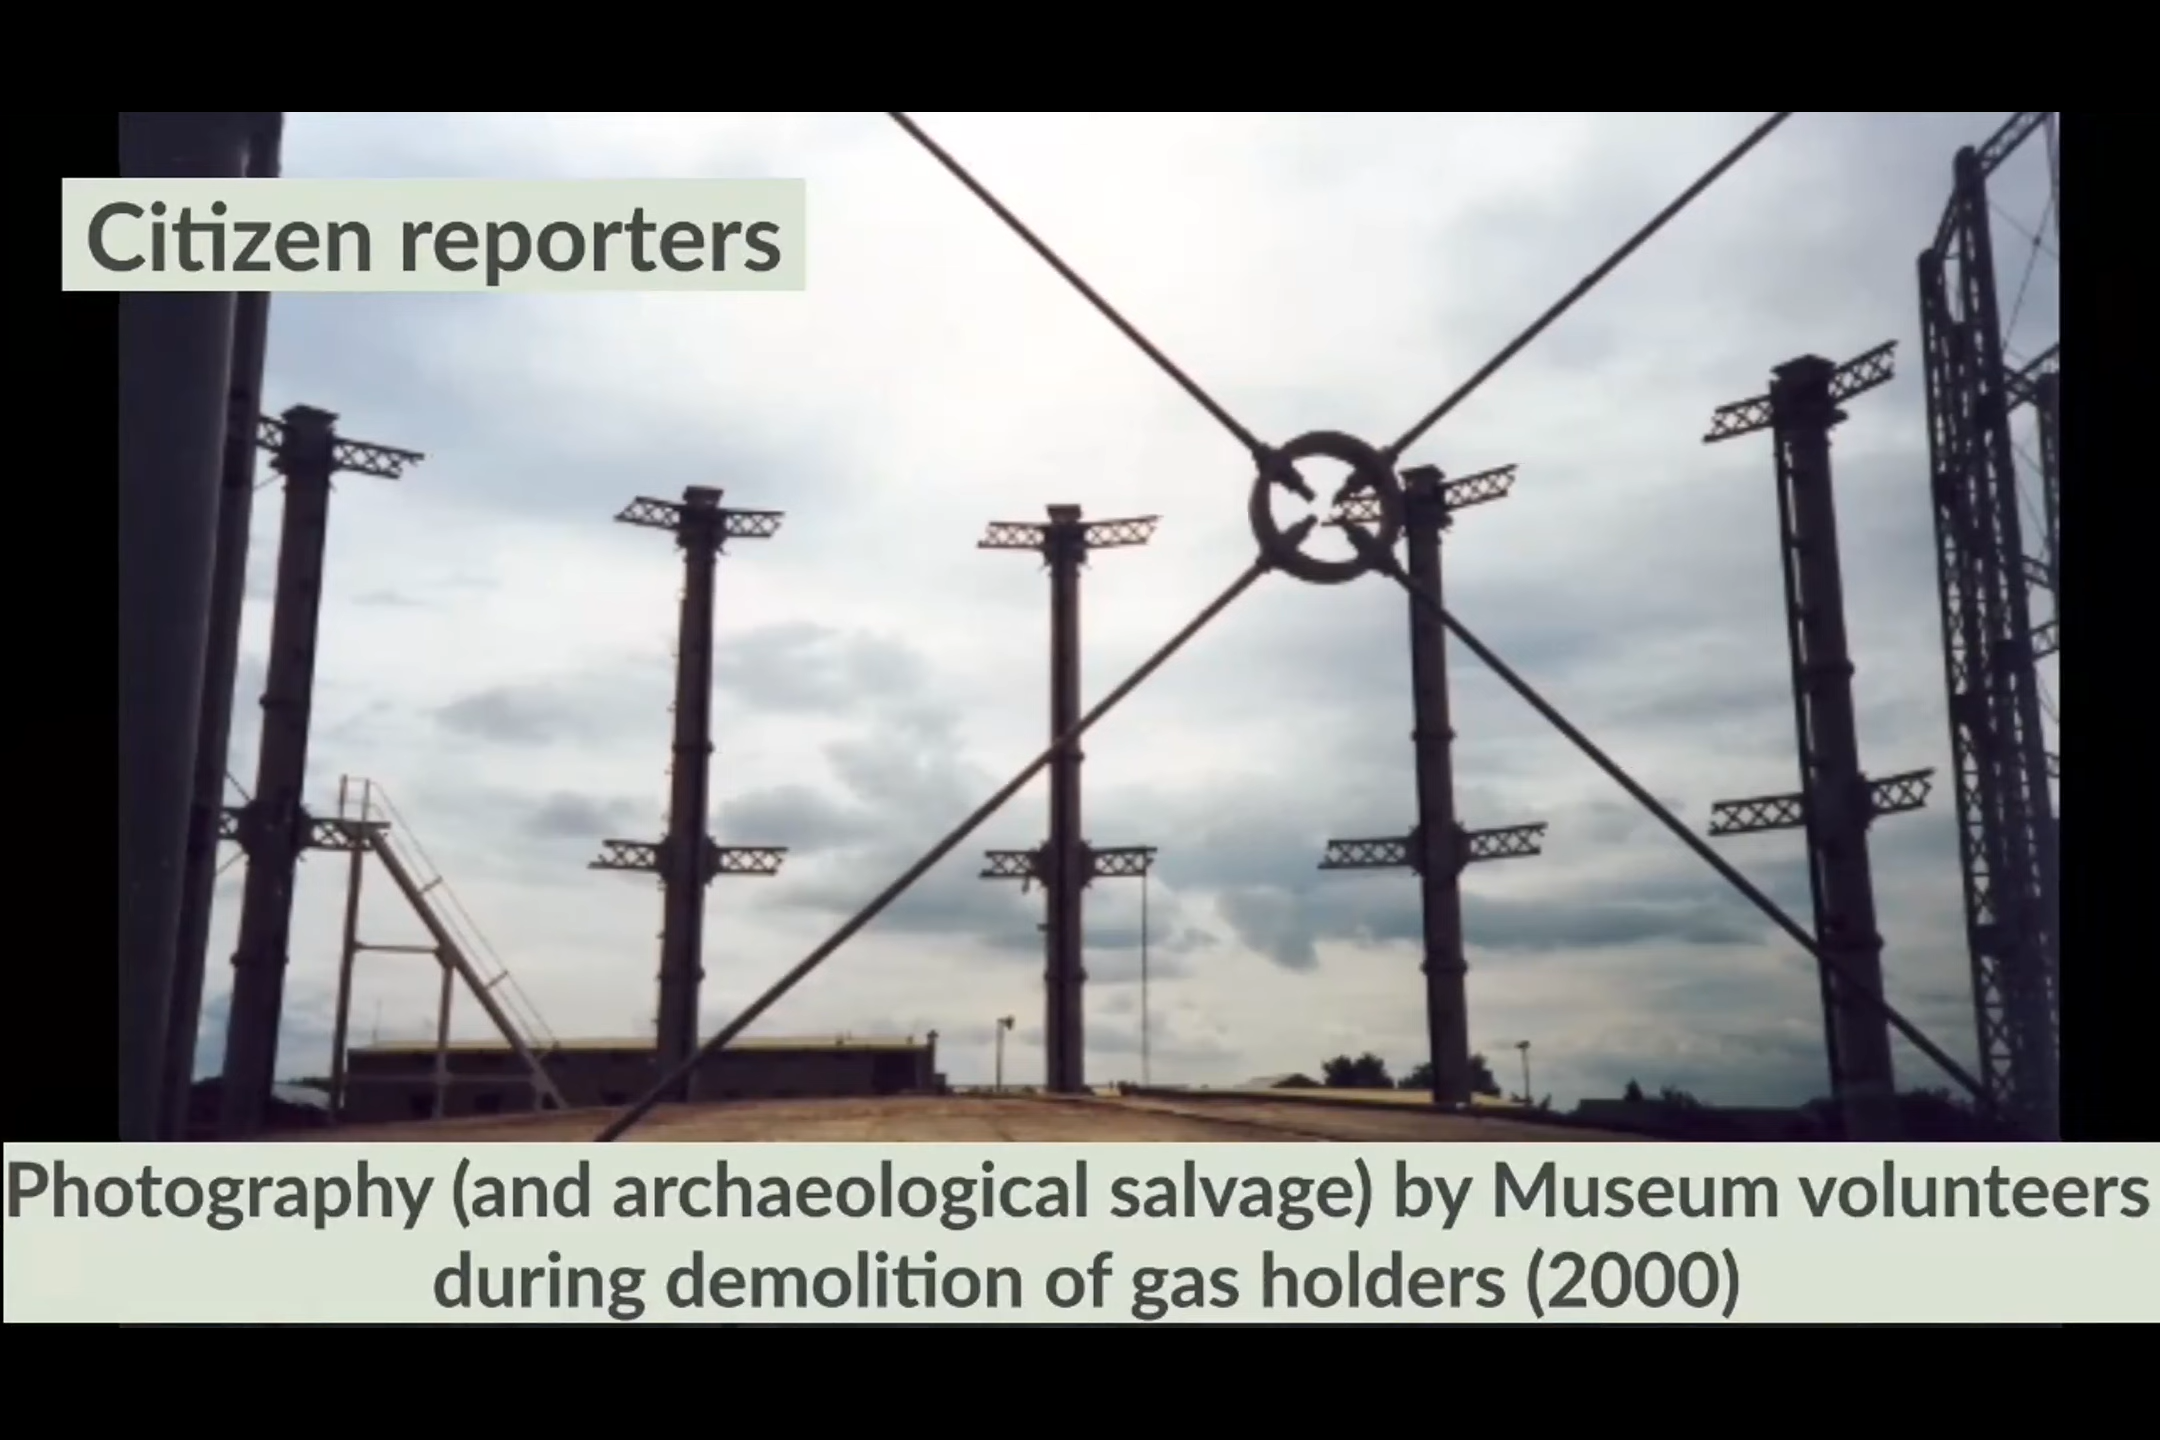 Citizen reporters
Photography (and archaeological salvage) by Museum volunteers
during demolition of gas holders (2000)